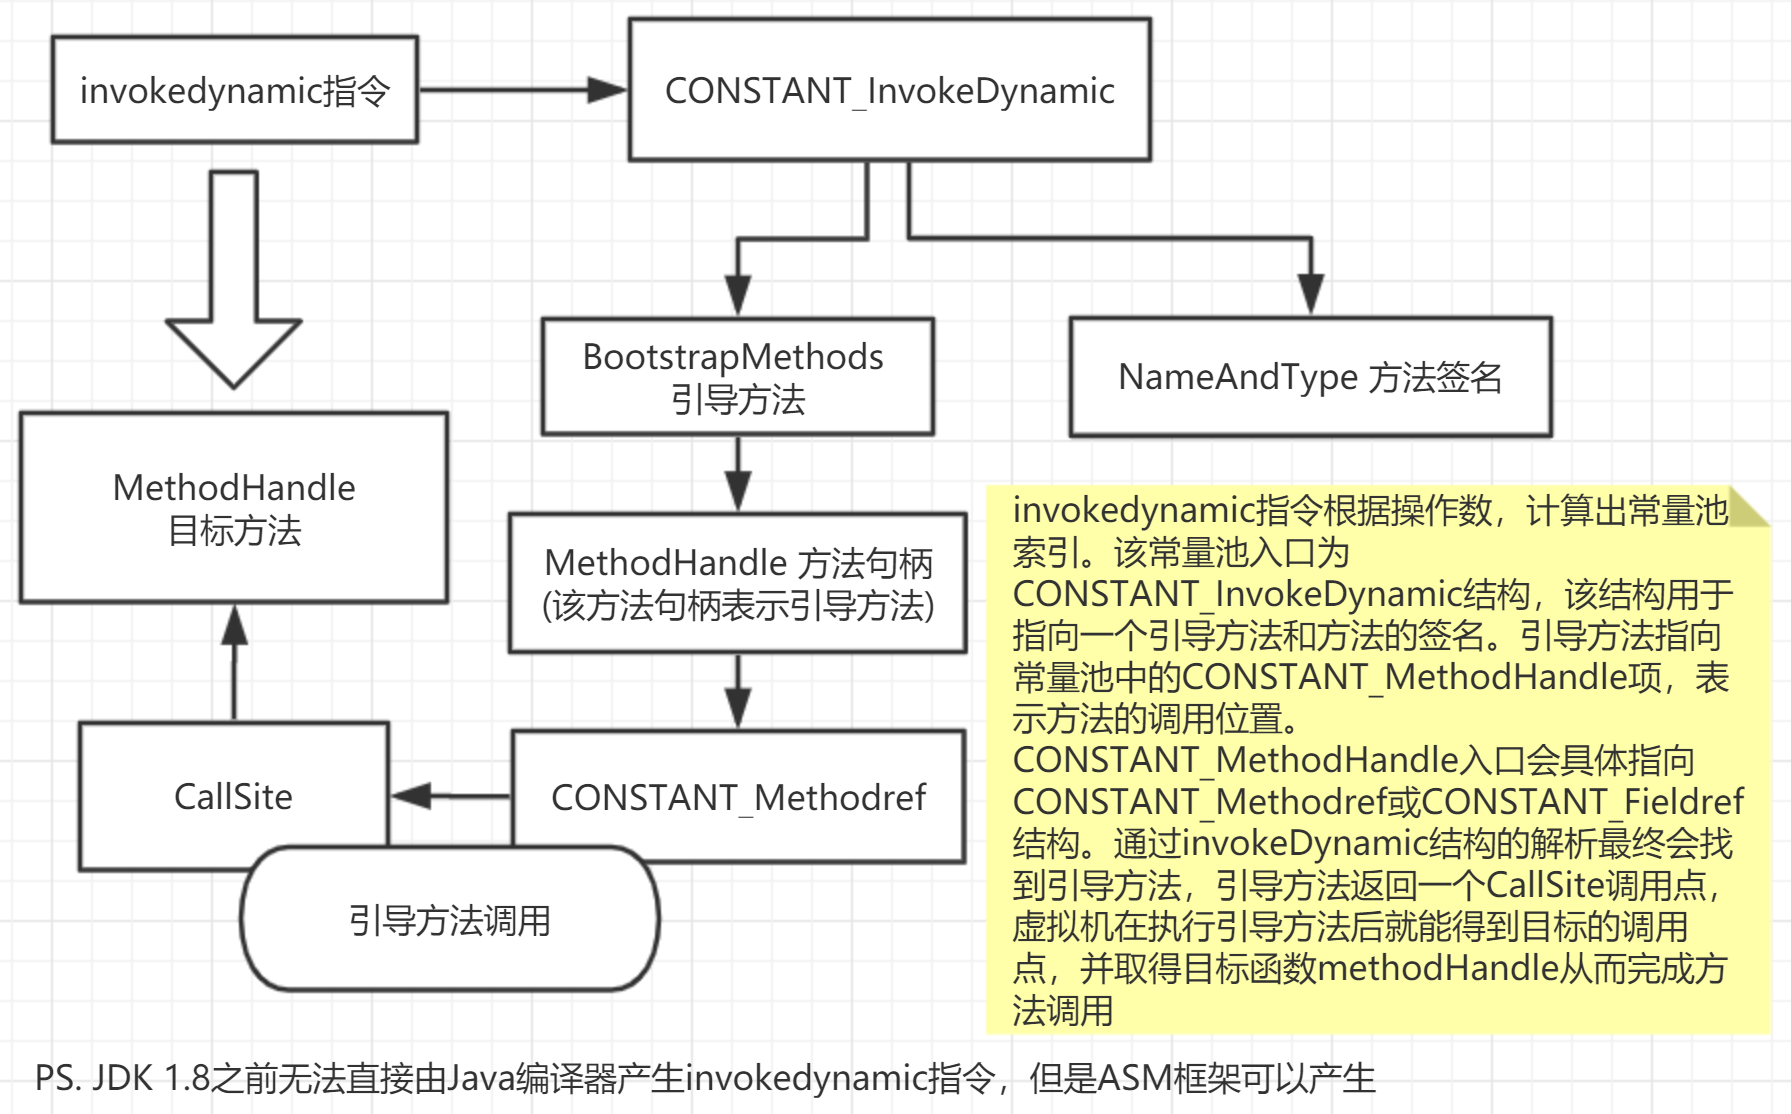 invokedynamic指令
CONSTANT_InvokeDynamic
BootstrapMethods
引导方法
NameAndType 方法签名
MethodHandle
目标方法
MethodHandle 方法句柄
(该方法句柄表示引导方法)
CallSite
CONSTANT_Methodref
引导方法调用
invokedynamic指令根据操作数，计算出常量池
索引。该常量池入口为
CONSTANT_InvokeDynamic结构，该结构用于
指向一个引导方法和方法的签名。引导方法指向
常量池中的CONSTANT_MethodHandle项，表
示方法的调用位置。
CONSTANT_MethodHandle入口会具体指向
CONSTANT_Methodref或CONSTANT_Fieldref
结构。通过invokeDynamic结构的解析最终会找
到引导方法，引导方法返回一个CallSite调用点，
虚拟机在执行引导方法后就能得到目标的调用
点，并取得目标函数methodHandle从而完成方
法调用
PS. JDK 1.8之前无法直接由Java编译器产生invokedynamic指令，但是ASM框架可以产生